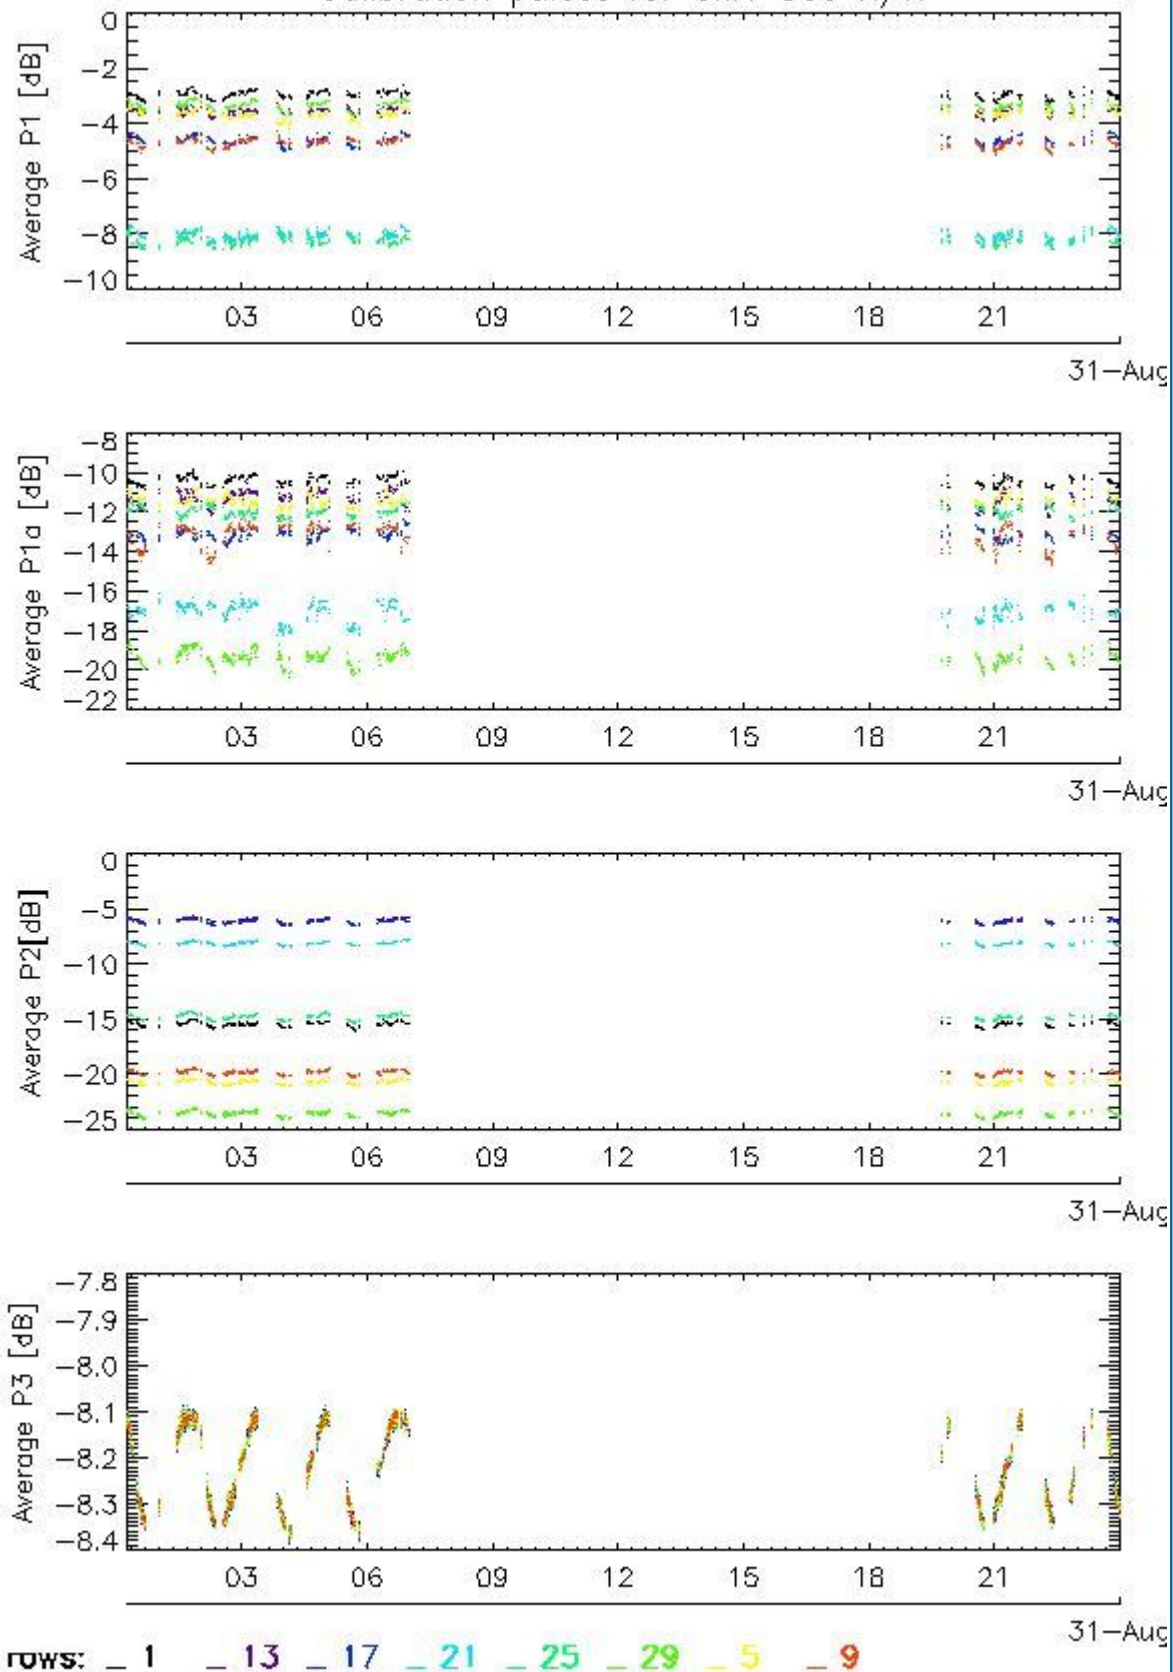 0
-2
-4
-6
-8
-10
Average P1 [dB]
03 06 09 12 15 18 21
31-Aug
-8
-10
-12
-14
-16
-18
-20
-22
Average P1a [dB]
03 06 09 12 15 18 21
31-Aug
0
-5
-10
-15
-20
-25
Average P2[dB]
03 06 09 12 15 18 21
31-Aug
-7.8
-7.9
-8.0
-8.1
-8.2
-8.3
-8.4
Average P3 [dB]
03 06 09 12 15 18 21
31-Aug
rows: _ 1 _ 13 _ 17 _ 21 _ 25 _ 29 _ 5 _ 9